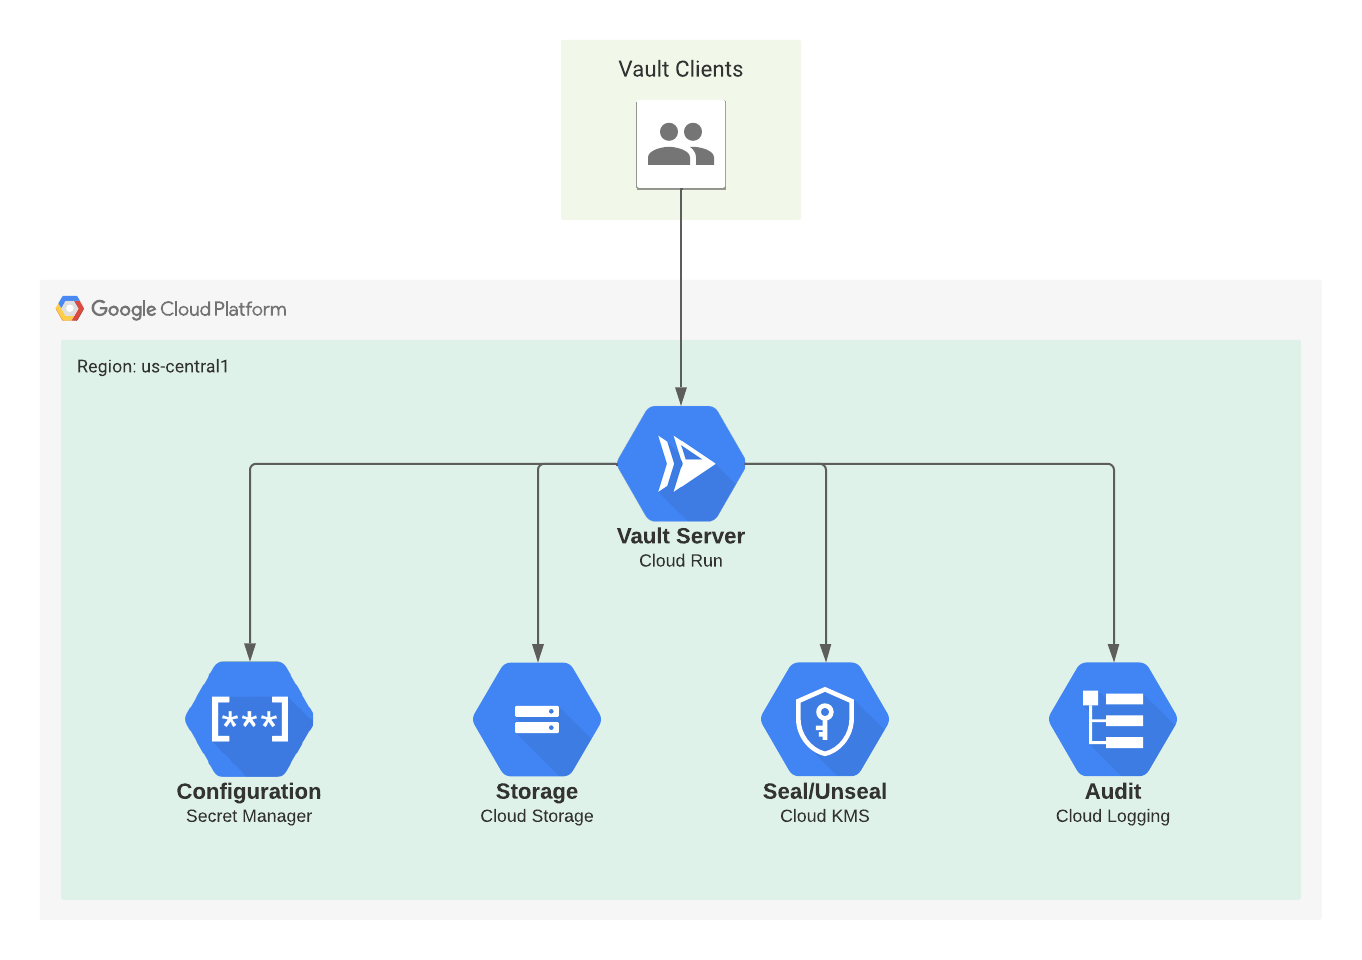 Vault Clients
Google Cloud Platform
Region: us-central1
Vault Server
Cloud Run
[***]
Configuration
Secret Manager
Storage
Cloud Storage
Seal/Unseal
Cloud KMS
Audit
Cloud Logging